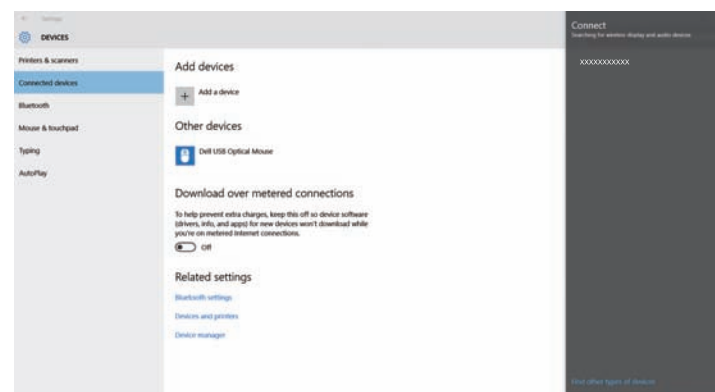 Settings
DEVICES
Printers & scanners
Connected devices
Bluetooth
Mouse & touchpad
Typing
AutoPlay
Add devices
Add a device
Other devices
Dell USB Optical Mouse
Download over metered connections
To help prevent extra charges, keep this off so device software
(drivers, info, and apps) for new devices won't download while
you're on metered Internet connections.
Off
Related settings
Bluetooth settings
Devices and printers
Device manager
Connect
Searching for wireless display and audio devices
XXXXXXXXXXX
Find other types of devices